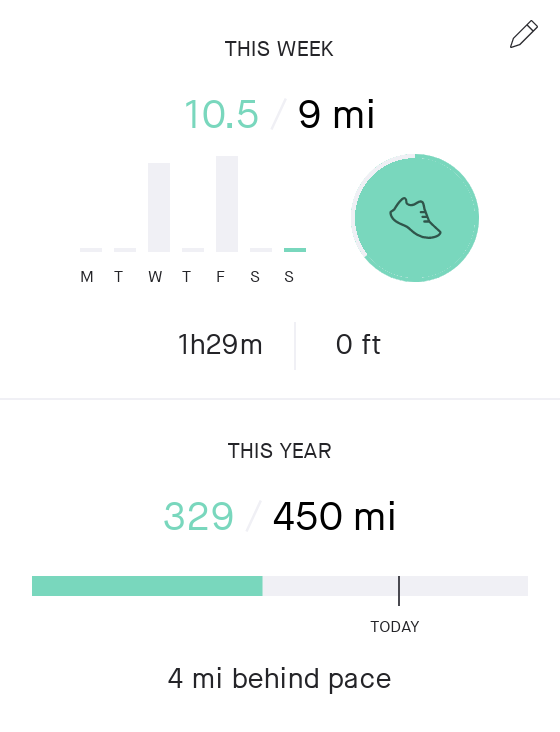 THIS WEEK
10.5 / 9 mi
M T W T F S S
1h29m 0 ft
THIS YEAR
329 / 450 mi
TODAY
4 mi behind pace